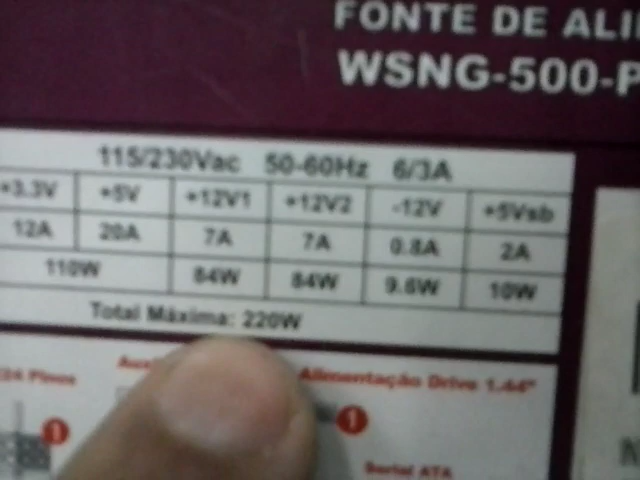 FONTE DE ALI
WSNG-500-P
115/230Vac 50-60Hz 6/3A
+3.3V +5V +12V1 +12V2 -12V +5Vsb
12A 20A 7A 7A 0.8A 2A
110W 84W 84W 9.6W 10W
Total Máxima: 220W
Alimentação Drive 1.44"
1 1
Serial ATA